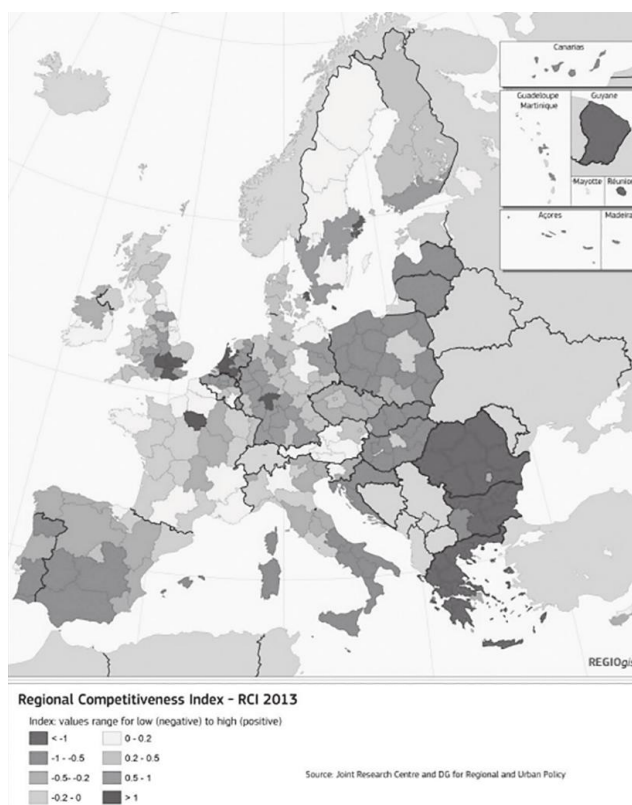 Canarias
Guadeloupe
Martinique
Guyane
Mayotte
Réunion
Açores
Madeira
REGIOgis
Regional Competitiveness Index - RCI 2013
Index: values range for low (negative) to high (positive)
< -1
-1 - -0.5
-0.5- -0.2
-0.2 - 0
0 - 0.2
0.2 - 0.5
0.5 - 1
> 1
Source: Joint Research Centre and DG for Regional and Urban Policy